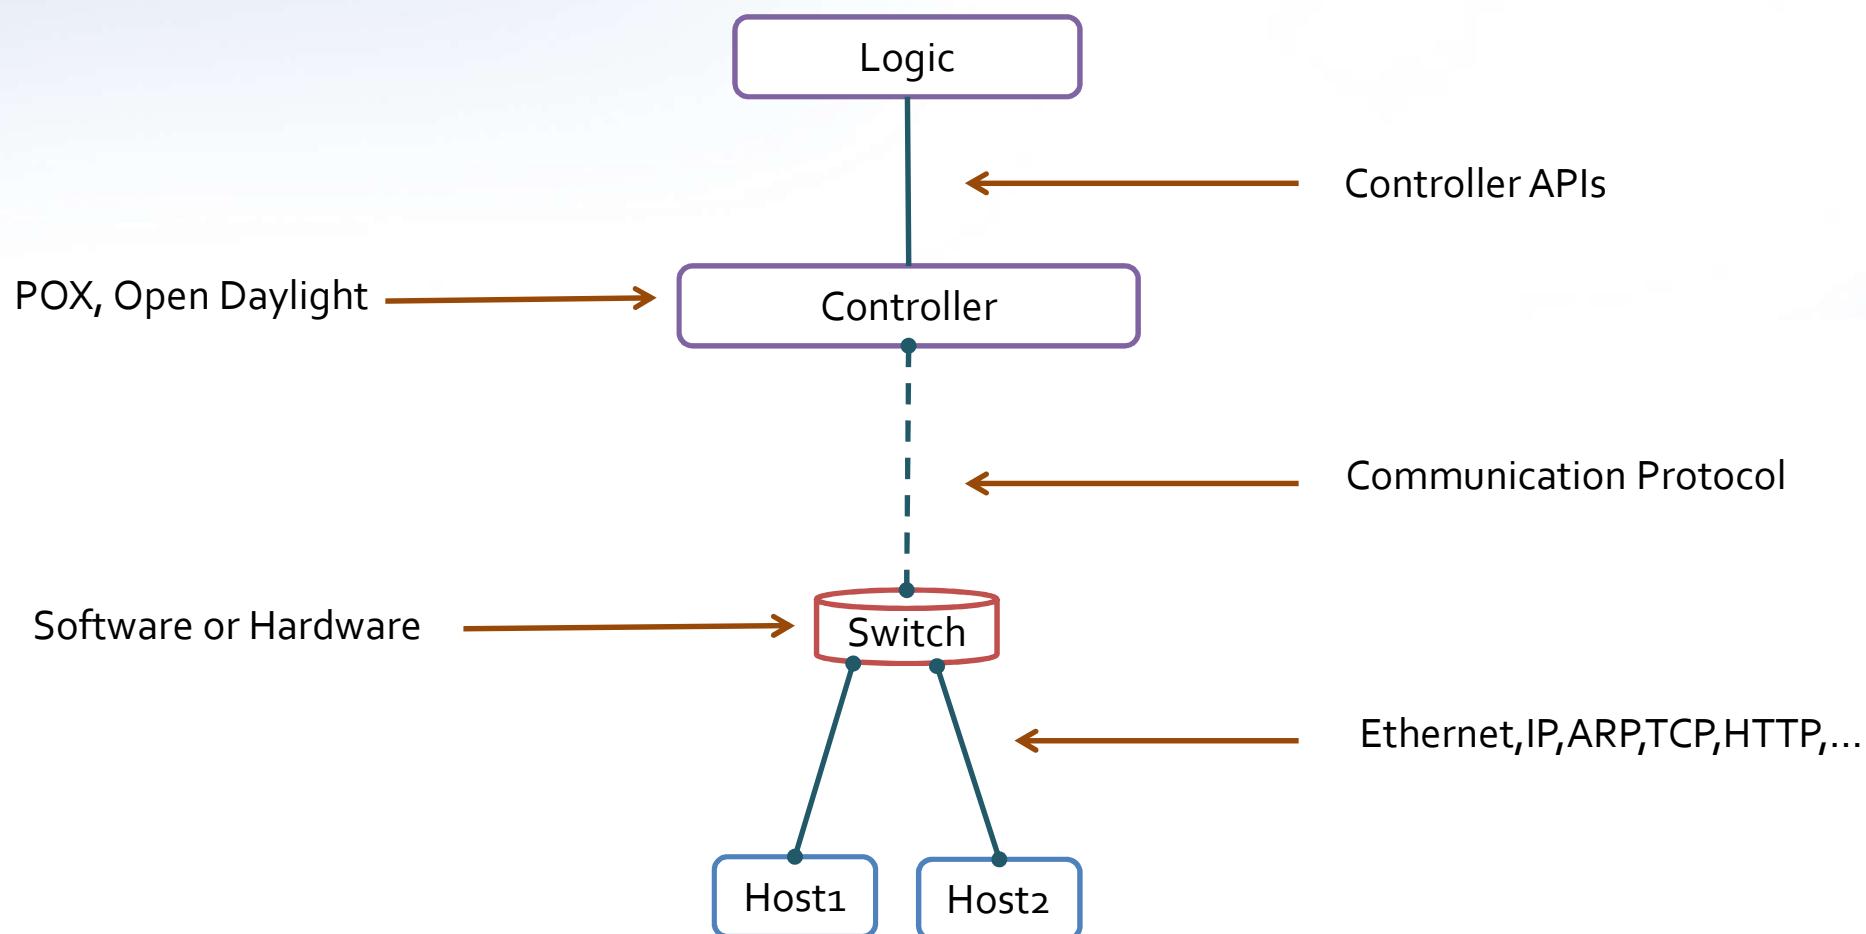 Logic
Controller APIs
POX, Open Daylight
Controller
Communication Protocol
Software or Hardware
Switch
Ethernet,IP,ARP,TCP,HTTP,...
Host1
Host2